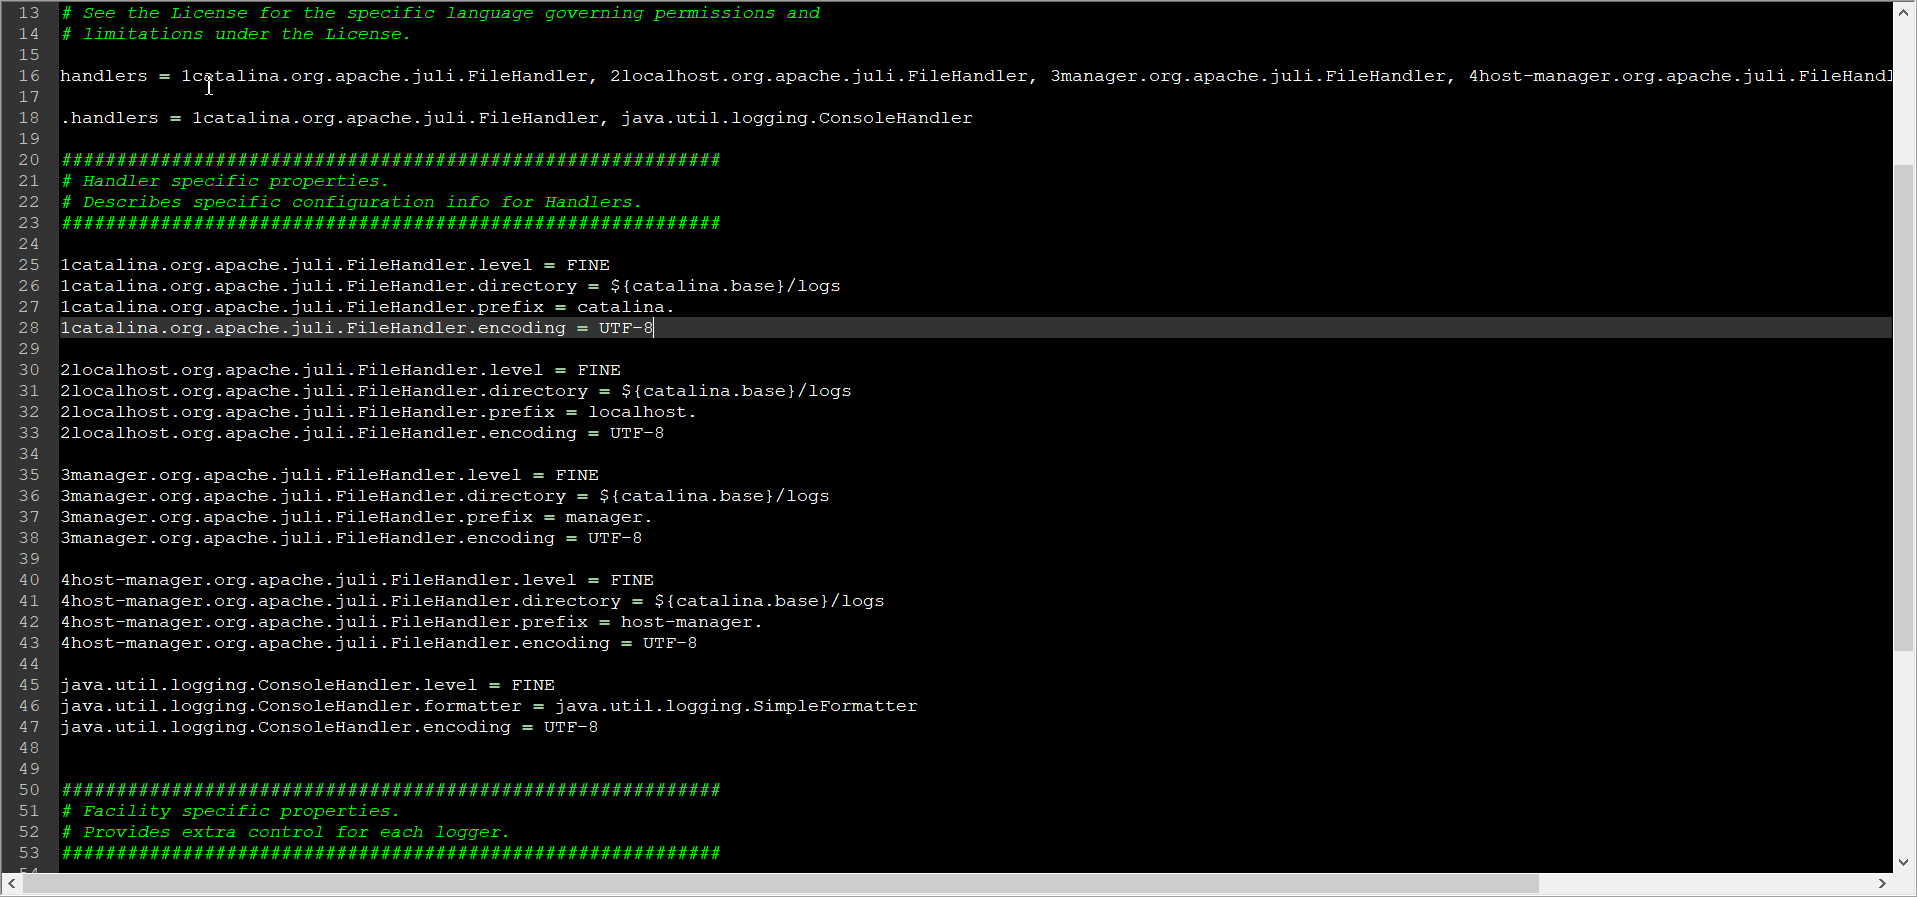 13 # See the License for the specific language governing permissions and
14 # limitations under the License.
15
16 handlers = 1catalina.org.apache.juli.FileHandler, 2localhost.org.apache.juli.FileHandler, 3manager.org.apache.juli.FileHandler, 4host-manager.org.apache.juli.FileHandl
17
18 .handlers = 1catalina.org.apache.juli.FileHandler, java.util.logging.ConsoleHandler
19
20 ############################################################
21 # Handler specific properties.
22 # Describes specific configuration info for Handlers.
23 ############################################################
24
25 1catalina.org.apache.juli.FileHandler.level = FINE
26 1catalina.org.apache.juli.FileHandler.directory = ${catalina.base}/logs
27 1catalina.org.apache.juli.FileHandler.prefix = catalina.
28 1catalina.org.apache.juli.FileHandler.encoding = UTF-8
29
30 2localhost.org.apache.juli.FileHandler.level = FINE
31 2localhost.org.apache.juli.FileHandler.directory = ${catalina.base}/logs
32 2localhost.org.apache.juli.FileHandler.prefix = localhost.
33 2localhost.org.apache.juli.FileHandler.encoding = UTF-8
34
35 3manager.org.apache.juli.FileHandler.level = FINE
36 3manager.org.apache.juli.FileHandler.directory = ${catalina.base}/logs
37 3manager.org.apache.juli.FileHandler.prefix = manager.
38 3manager.org.apache.juli.FileHandler.encoding = UTF-8
39
40 4host-manager.org.apache.juli.FileHandler.level = FINE
41 4host-manager.org.apache.juli.FileHandler.directory = ${catalina.base}/logs
42 4host-manager.org.apache.juli.FileHandler.prefix = host-manager.
43 4host-manager.org.apache.juli.FileHandler.encoding = UTF-8
44
45 java.util.logging.ConsoleHandler.level = FINE
46 java.util.logging.ConsoleHandler.formatter = java.util.logging.SimpleFormatter
47 java.util.logging.ConsoleHandler.encoding = UTF-8
48
49
50 ############################################################
51 # Facility specific properties.
52 # Provides extra control for each logger.
53 ############################################################